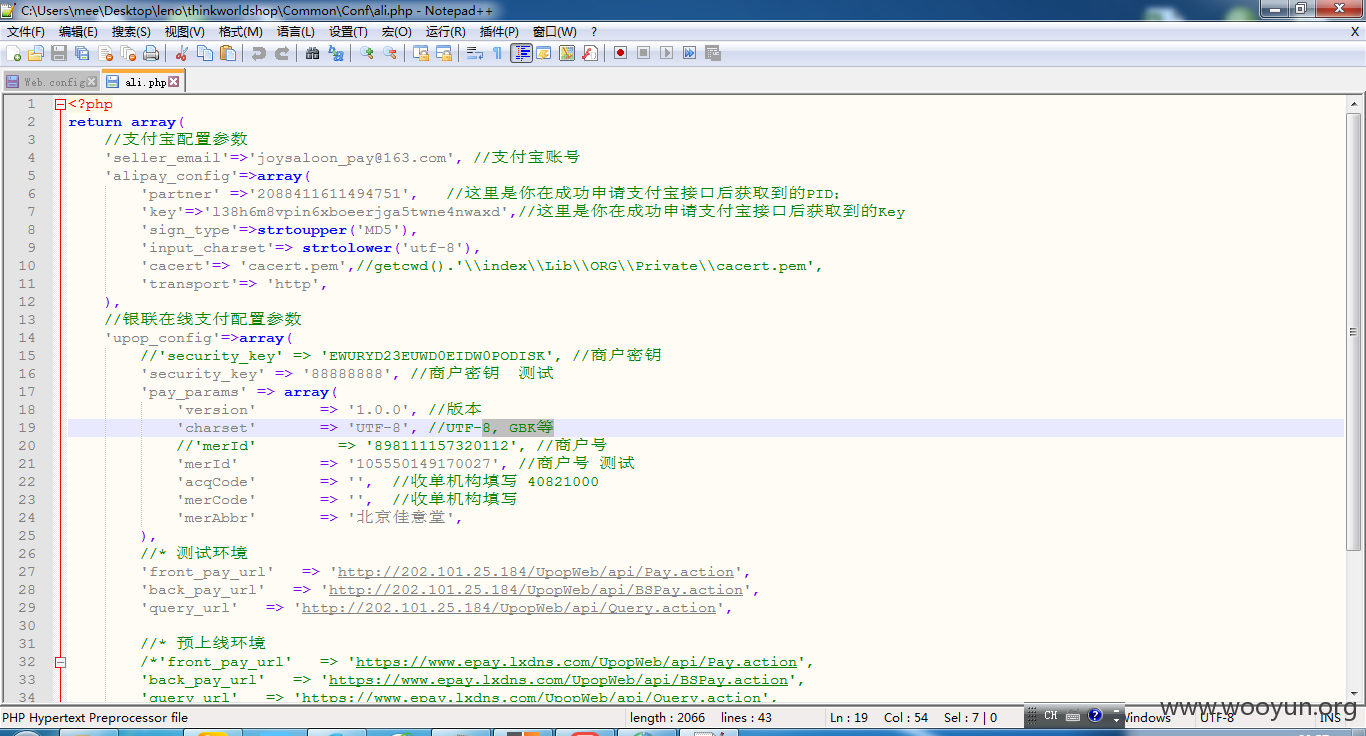 C:\Users\mee\Desktop\leno\thinkworldshop\Common\Conf\ali.php - Notepad++
文件(F) 编辑(E) 搜索(S) 视图(V) 格式(M) 语言(L) 设置(T) 宏(O) 运行(R) 插件(P) 窗口(W) ? X
Web.config ali.php
1 <?php
2 return array(
3 //支付宝配置参数
4 'seller_email'=>'joysaloon_pay@163.com', //支付宝账号
5 'alipay_config'=>array(
6 'partner' =>'2088411611494751', //这里是你在成功申请支付宝接口后获取到的PID;
7 'key'=>'l38h6m8vpin6xboeerjga5twne4nwaxd',//这里是你在成功申请支付宝接口后获取到的Key
8 'sign_type'=>strtoupper('MD5'),
9 'input_charset'=> strtolower('utf-8'),
10 'cacert'=> 'cacert.pem',//getcwd().'\\index\\Lib\\ORG\\Private\\cacert.pem',
11 'transport'=> 'http',
12 ),
13 //银联在线支付配置参数
14 'upop_config'=>array(
15 //'security_key' => 'EWURYD23EUWD0EIDW0PODISK', //商户密钥
16 'security_key' => '88888888', //商户密钥 测试
17 'pay_params' => array(
18 'version' => '1.0.0', //版本
19 'charset' => 'UTF-8', //UTF-8, GBK等
20 //'merId' => '898111157320112', //商户号
21 'merId' => '105550149170027', //商户号 测试
22 'acqCode' => '', //收单机构填写 40821000
23 'merCode' => '', //收单机构填写
24 'merAbbr' => '北京佳意堂',
25 ),
26 //* 测试环境
27 'front_pay_url' => 'http://202.101.25.184/UpopWeb/api/Pay.action',
28 'back_pay_url' => 'http://202.101.25.184/UpopWeb/api/BSPay.action',
29 'query_url' => 'http://202.101.25.184/UpopWeb/api/Query.action',
30
31 //* 预上线环境
32 /*'front_pay_url' => 'https://www.epay.lxdns.com/UpopWeb/api/Pay.action',
33 'back_pay_url' => 'https://www.epay.lxdns.com/UpopWeb/api/BSPay.action',
34 'query_url' => 'https://www.epay.lxdns.com/UpopWeb/api/Query.action',
PHP Hypertext Preprocessor file length : 2066 lines : 43 Ln : 19 Col : 54 Sel : 7 | 0 CH Windows UTF-8 INS
www.wooyun.org